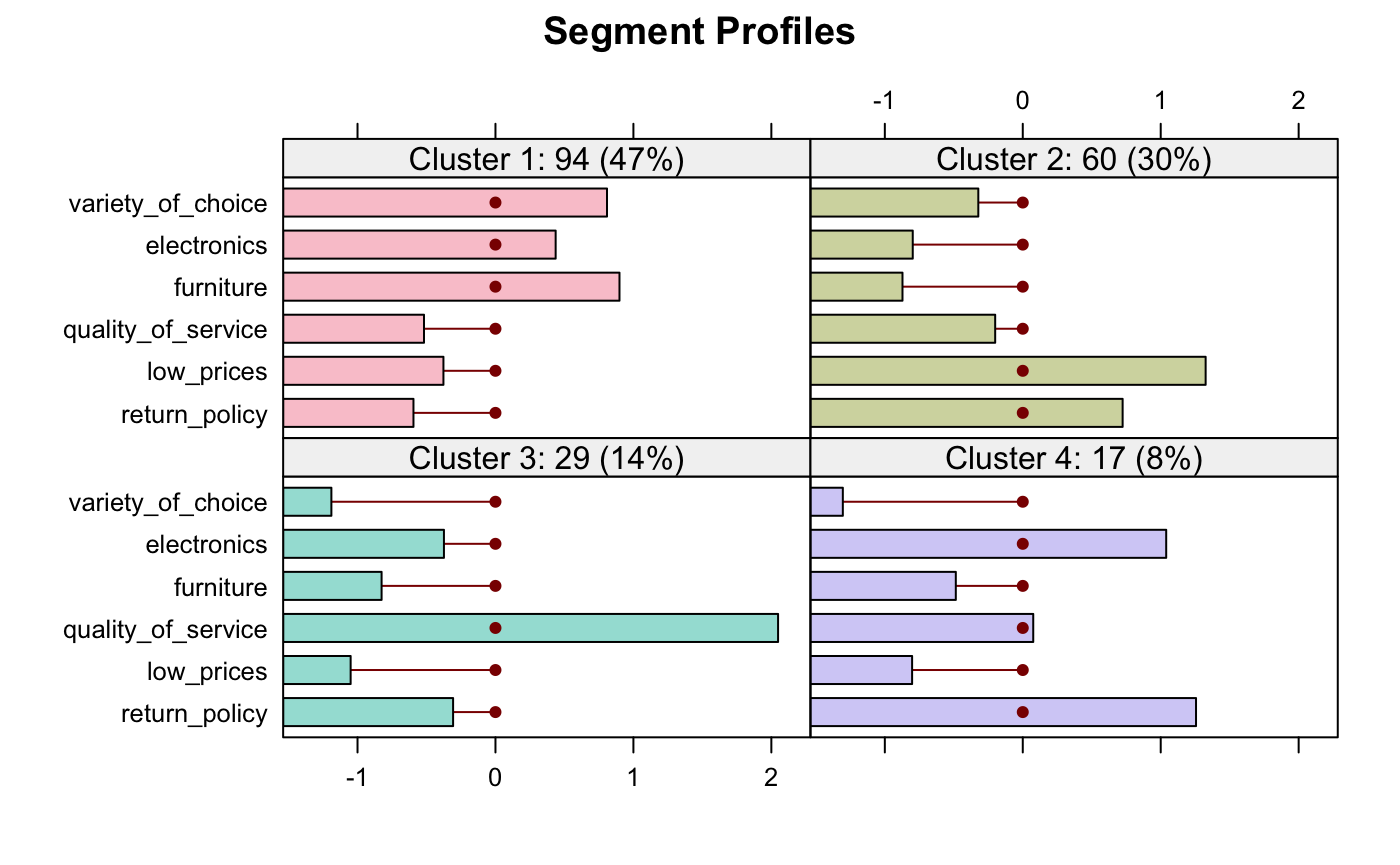 Segment Profiles
-1 0 1 2
Cluster 1: 94 (47%) Cluster 2: 60 (30%)
variety_of_choice
electronics
furniture
quality_of_service
low_prices
return_policy
Cluster 3: 29 (14%) Cluster 4: 17 (8%)
variety_of_choice
electronics
furniture
quality_of_service
low_prices
return_policy
-1 0 1 2